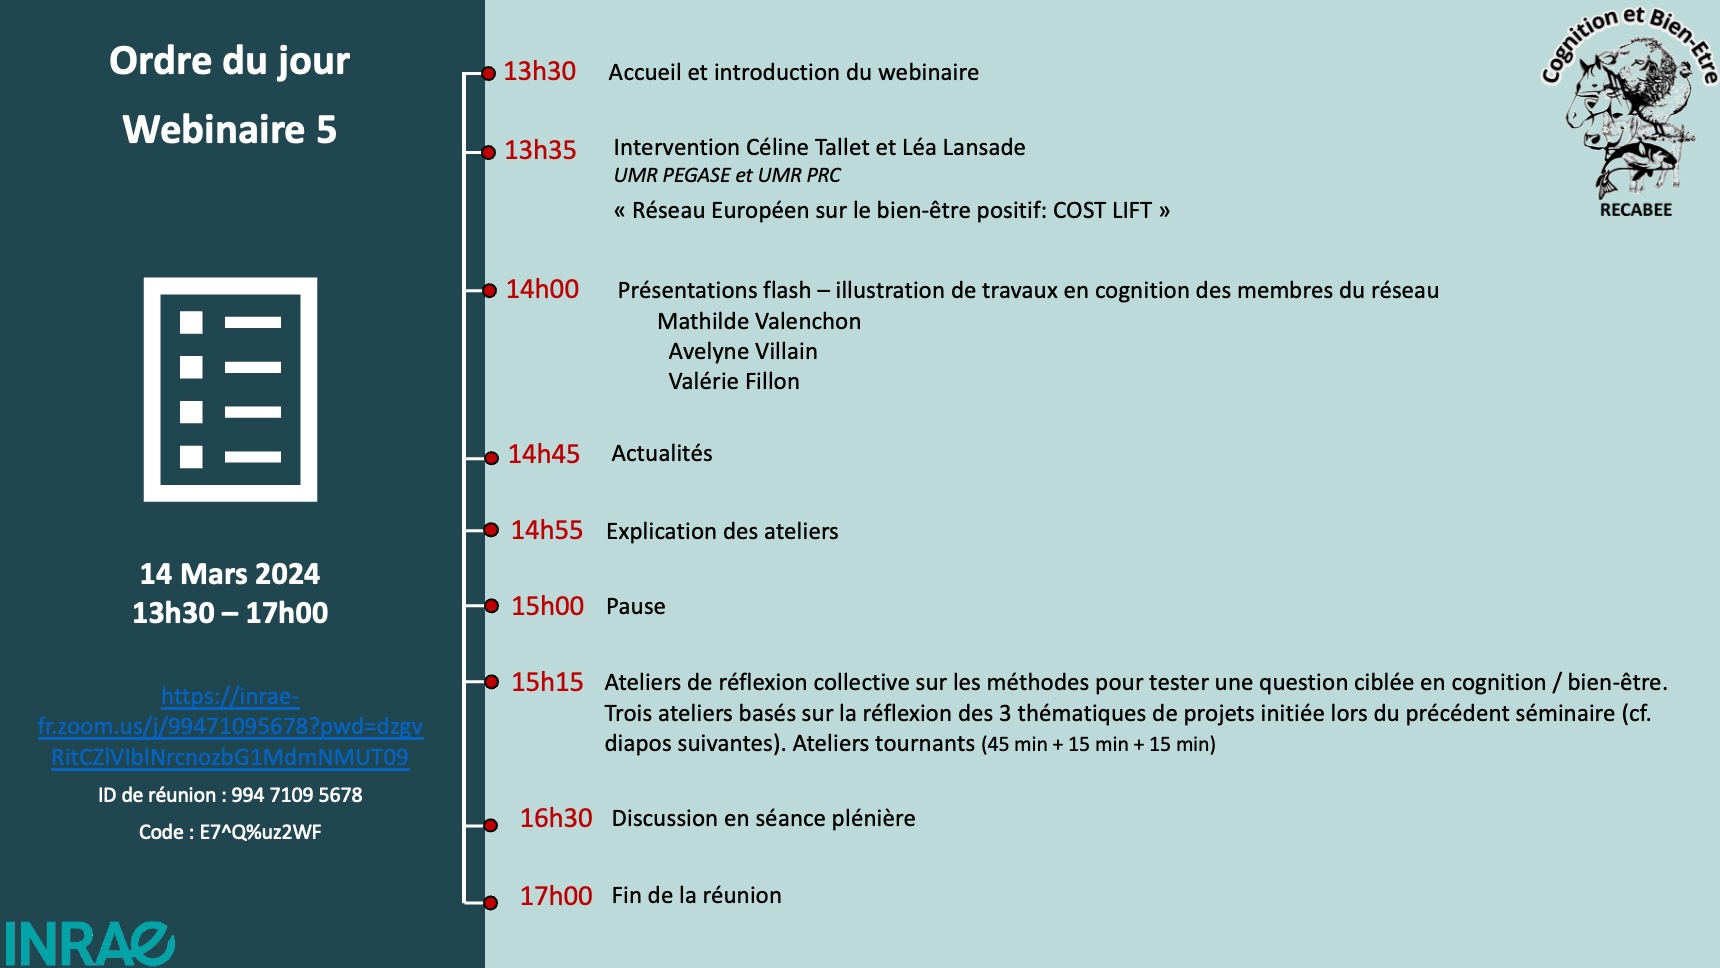 Ordre du jour
Webinaire 5
14 Mars 2024
13h30 – 17h00
https://inrae-
fr.zoom.us/j/99471095678?pwd=dzgv
RitCZlVIblNrcnozbG1MdmNMUT09
ID de réunion : 994 7109 5678
Code : E7^Q%uz2WF
INRAE
13h30 Accueil et introduction du webinaire
13h35 Intervention Céline Tallet et Léa Lansade
UMR PEGASE et UMR PRC
« Réseau Européen sur le bien-être positif: COST LIFT »
14h00 Présentations flash – illustration de travaux en cognition des membres du réseau
Mathilde Valenchon
Avelyne Villain
Valérie Fillon
14h45 Actualités
14h55 Explication des ateliers
15h00 Pause
15h15 Ateliers de réflexion collective sur les méthodes pour tester une question ciblée en cognition / bien-être.
Trois ateliers basés sur la réflexion des 3 thématiques de projets initiée lors du précédent séminaire (cf.
diapos suivantes). Ateliers tournants (45 min + 15 min + 15 min)
16h30 Discussion en séance plénière
17h00 Fin de la réunion
Cognition et Bien-Etre
RECABEE